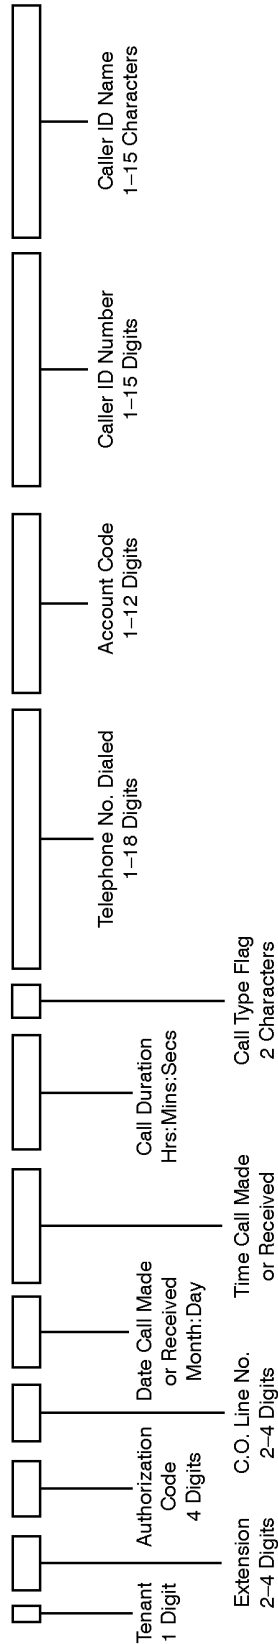 Tenant
1 Digit
Extension
2–4 Digits
Authorization
Code
4 Digits
C.O. Line No.
2–4 Digits
Date Call Made
or Received
Month:Day
Time Call Made
or Received
Call Duration
Hrs:Mins:Secs
Call Type Flag
2 Characters
Telephone No. Dialed
1–18 Digits
Account Code
1–12 Digits
Caller ID Number
1–15 Digits
Caller ID Name
1–15 Characters